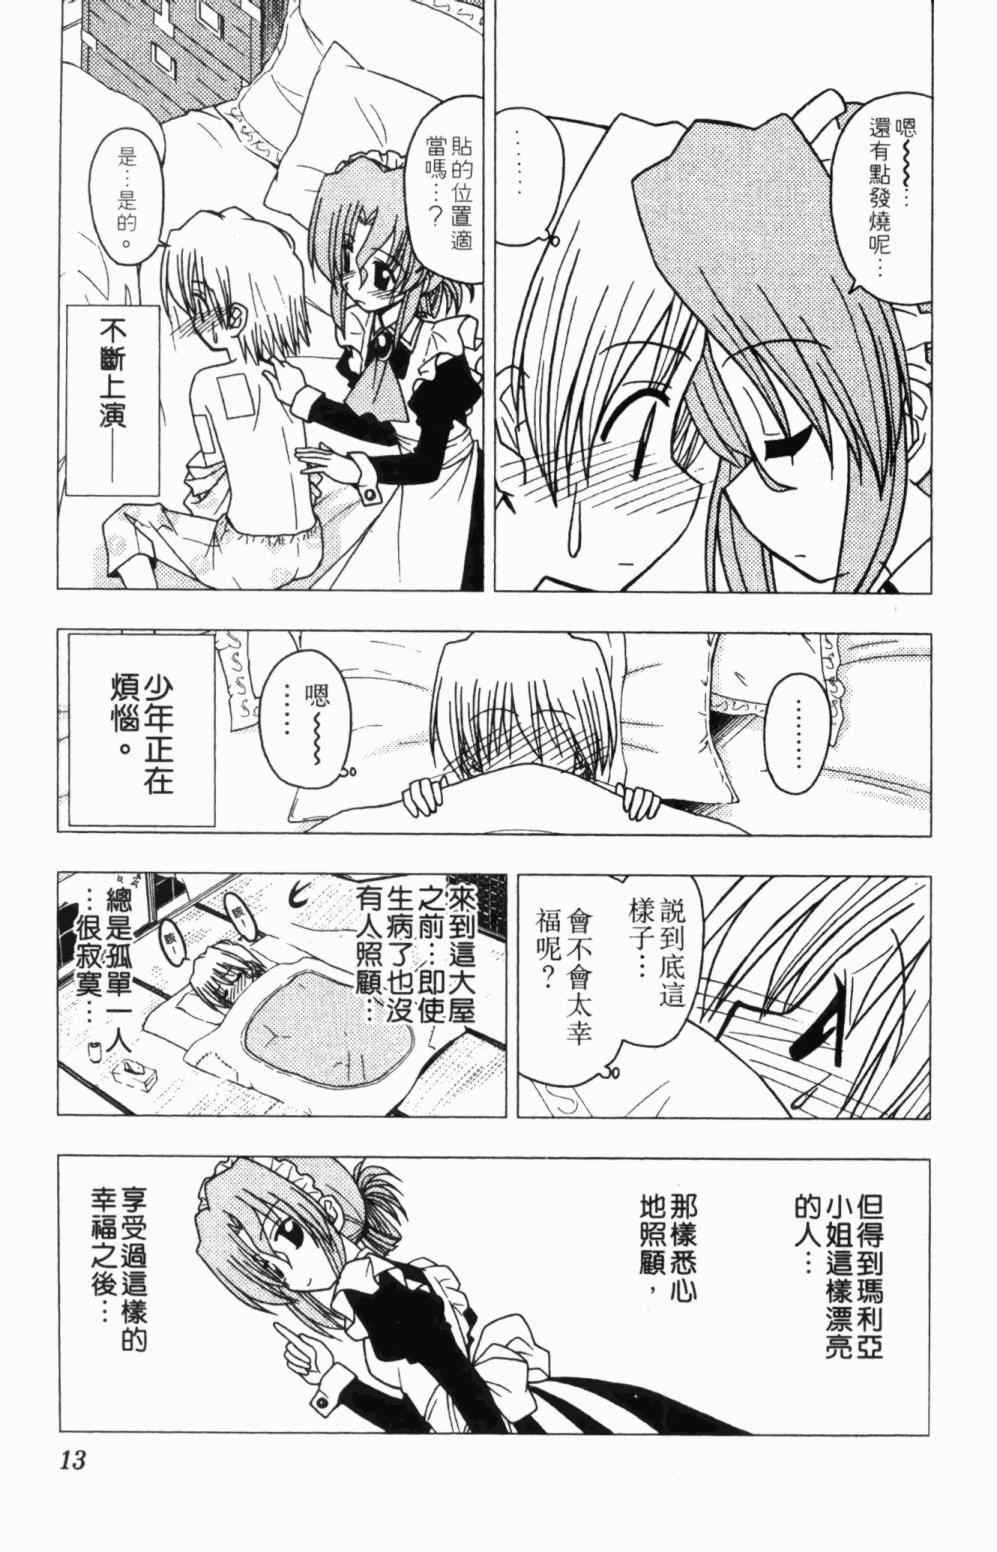 嗯～～…
還有點發燒呢…
……
貼的位置適
當嗎…？
是…是的。
不斷上演——
………
嗯～～
……
少年正在
煩惱。
説到底這
樣子…
會不會太幸
福呢？
來到這大屋
之前…即使
生病了也沒
有人照顧…
總是孤單一人
…很寂寞…
但得到瑪利亞
小姐這樣漂亮
的人…
那樣悉心
地照顧，
享受過這樣的
幸福之後…
13